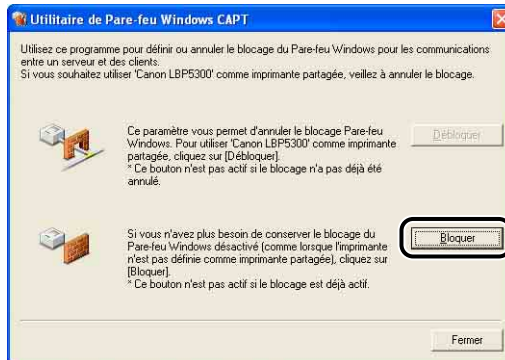 Utilitaire de Pare-feu Windows CAPT
Utilisez ce programme pour définir ou annuler le blocage du Pare-feu Windows pour les communications
entre un serveur et des clients.
Si vous souhaitez utiliser 'Canon LBP5300' comme imprimante partagée, veillez à annuler le blocage.
Ce paramètre vous permet d'annuler le blocage Pare-feu
Windows. Pour utiliser 'Canon LBP5300' comme imprimante
partagée, cliquez sur [Débloquer].
* Ce bouton n'est pas actif si le blocage n'a pas déjà été
annulé.
Débloquer
Si vous n'avez plus besoin de conserver le blocage du
Pare-feu Windows désactivé (comme lorsque l'imprimante
n'est pas définie comme imprimante partagée), cliquez sur
[Bloquer].
* Ce bouton n'est pas actif si le blocage est déjà actif.
Bloquer
Fermer